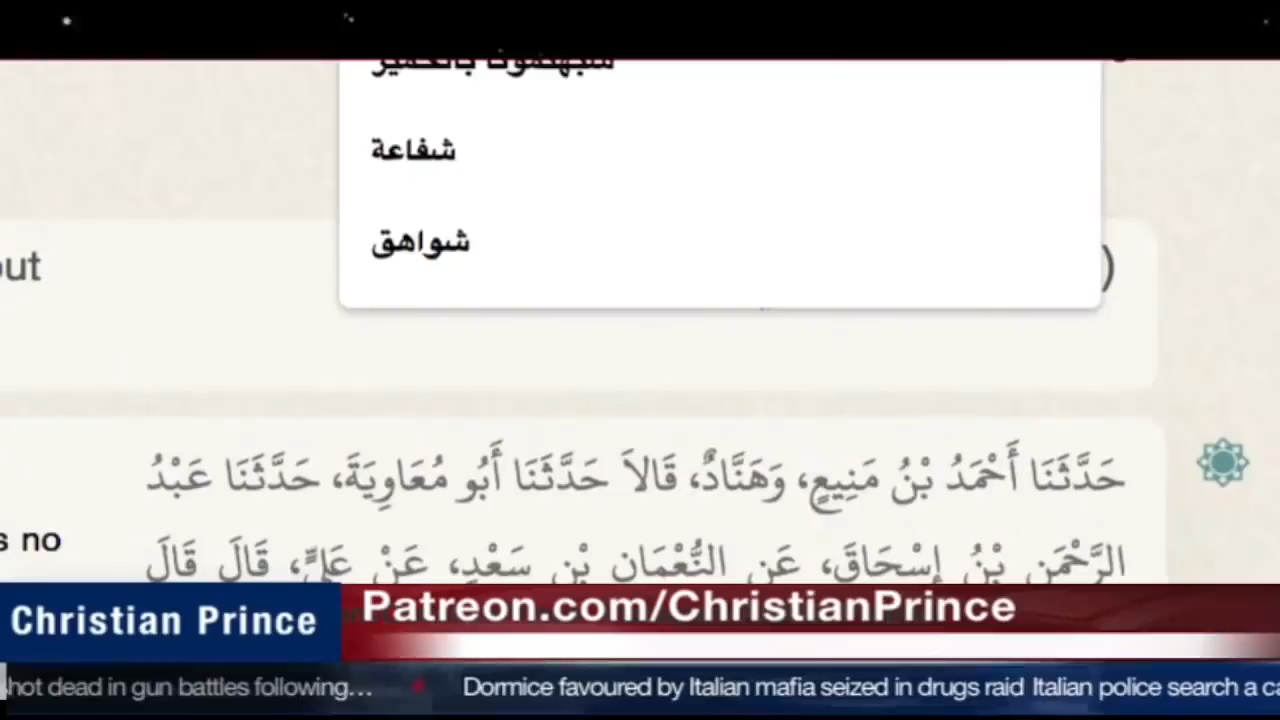 شفاعة
شواهق
out
)
حَدَّثَنَا أَحْمَدُ بْنُ مَنِيعٍ، وَهَنَّادٌ، قَالاَ حَدَّثَنَا أَبُو مُعَاوِيَةَ، حَدَّثَنَا عَبْدُ
s no
الرَّحْمَنِ بْنُ إِسْحَاقَ، عَنِ النُّعْمَانِ بْنِ سَعْدٍ، عَنْ عَلِيٍّ، قَالَ قَالَ
Christian Prince
Patreon.com/ChristianPrince
hot dead in gun battles following... Dormice favoured by Italian mafia seized in drugs raid Italian police search a ca